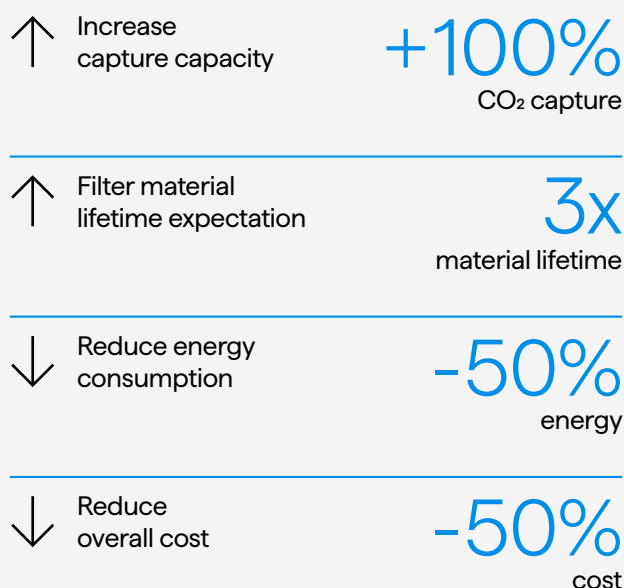 Increase
capture capacity
+100%
CO₂ capture
Filter material
lifetime expectation
3x
material lifetime
Reduce energy
consumption
-50%
energy
Reduce
overall cost
-50%
cost